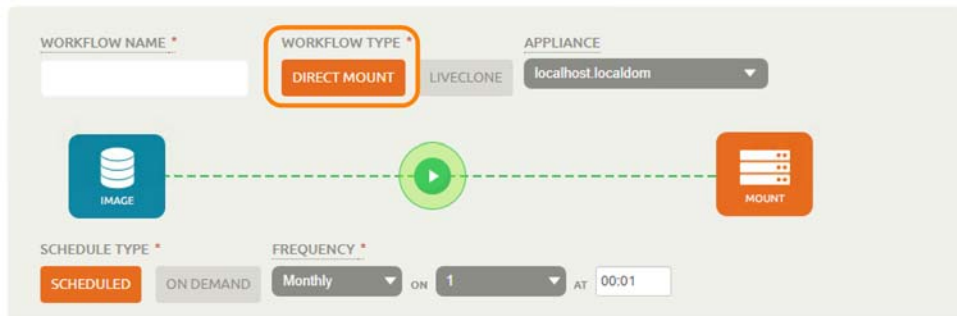 WORKFLOW NAME * WORKFLOW TYPE * APPLIANCE
DIRECT MOUNT LIVECLONE localhost.localdom
IMAGE MOUNT
SCHEDULE TYPE * FREQUENCY *
SCHEDULED ON DEMAND Monthly ON 1 AT 00:01